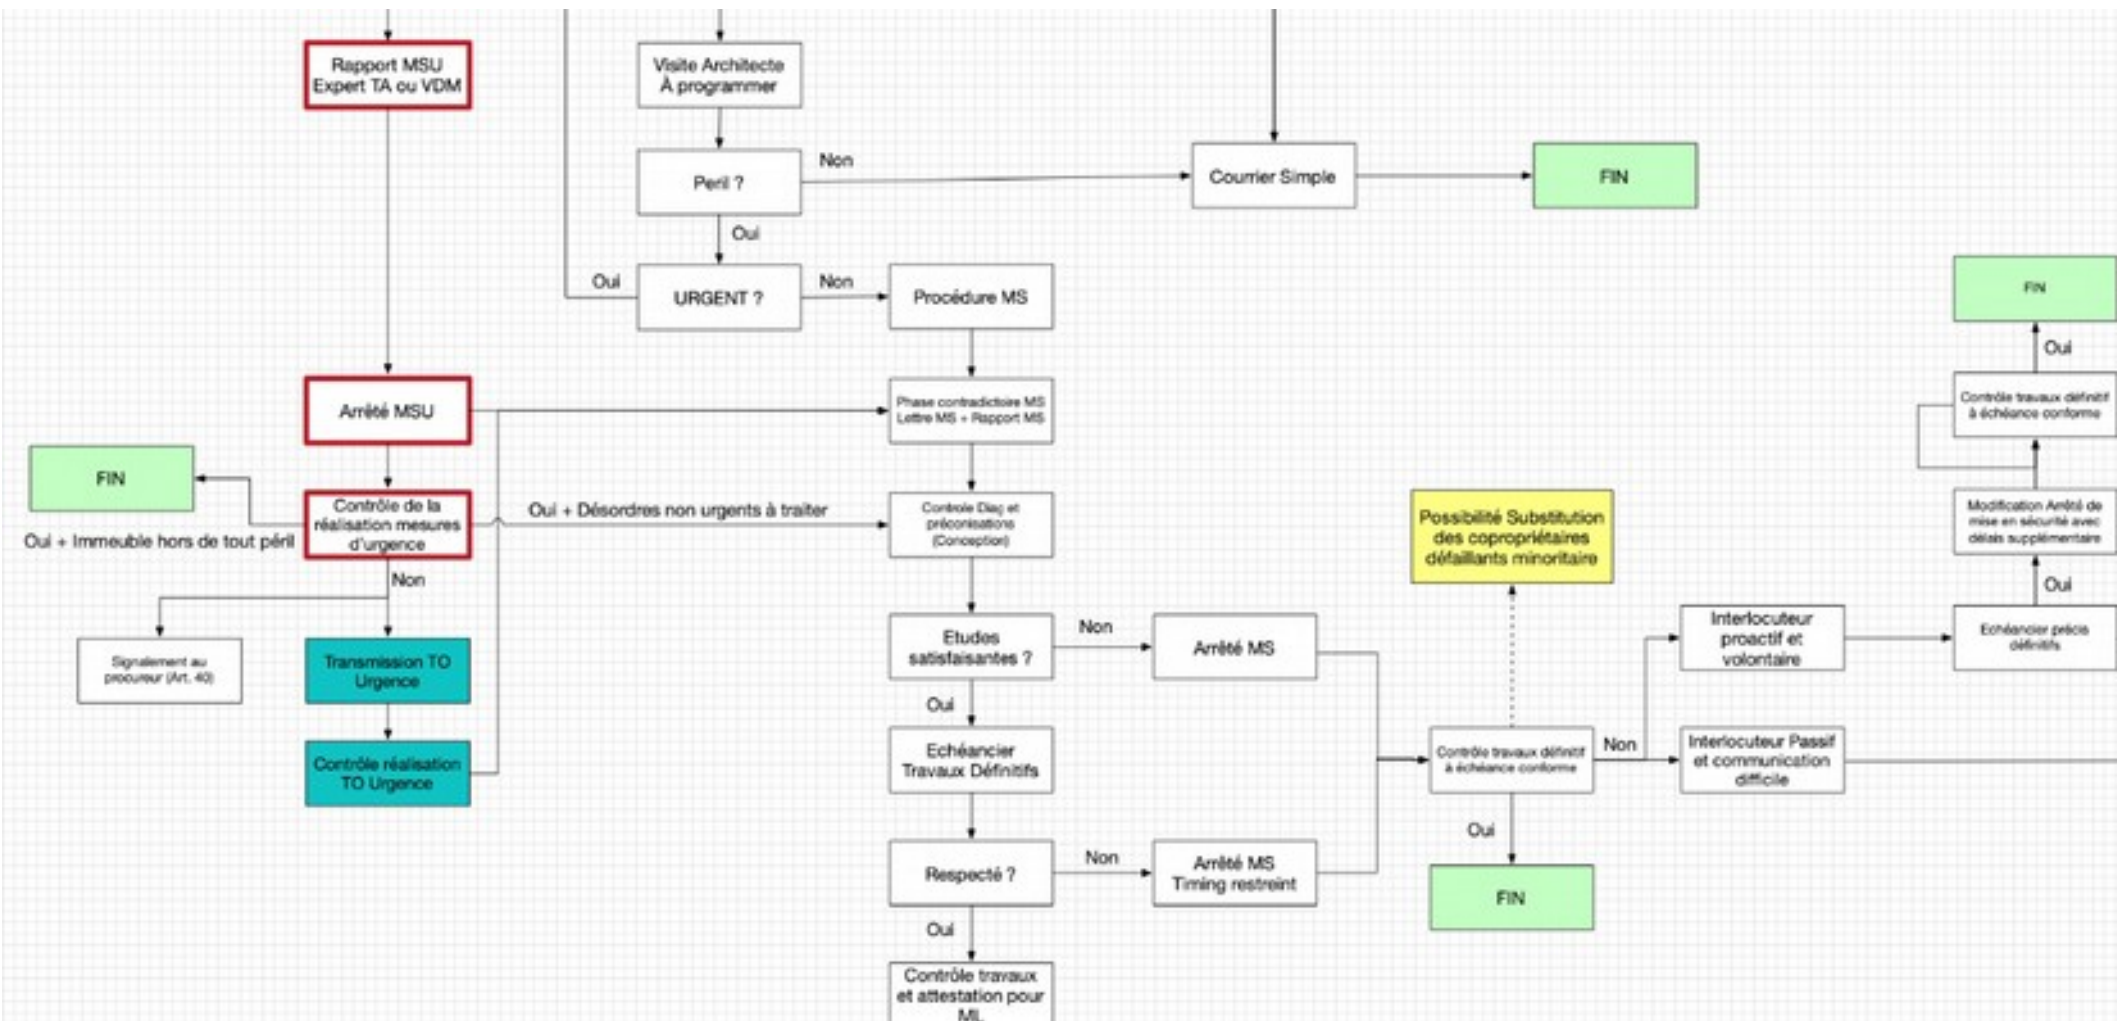 Rapport MSU
Expert TA ou VDM
Visite Architecte
À programmer
Peril ?
Non
Courrier Simple
FIN
Oui
Oui
URGENT ?
Non
Procédure MS
FIN
Oui
Arrêté MSU
Phase contradictoire MS
Lettre MS + Rapport MS
Contrôle travaux définitif
à échéance conforme
FIN
Oui + Immeuble hors de tout péril
Contrôle de la
réalisation mesures
d'urgence
Oui + Désordres non urgents à traiter
Controle Diag et
préconisations
(Conception)
Possibilité Substitution
des copropriétaires
défaillants minoritaire
Modification Arrêté de
mise en sécurité avec
délais supplémentaire
Non
Oui
Signalement au
procureur (Art. 40)
Transmission TO
Urgence
Etudes
satisfaisantes ?
Non
Arrêté MS
Interlocuteur
proactif et
volontaire
Echéancier précis
définitifs
Oui
Contrôle réalisation
TO Urgence
Echéancier
Travaux Définitifs
Contrôle travaux définitif
à échéance conforme
Non
Interlocuteur Passif
et communication
difficile
Oui
Respecté ?
Non
Arrêté MS
Timing restreint
FIN
Oui
Contrôle travaux
et attestation pour
ML